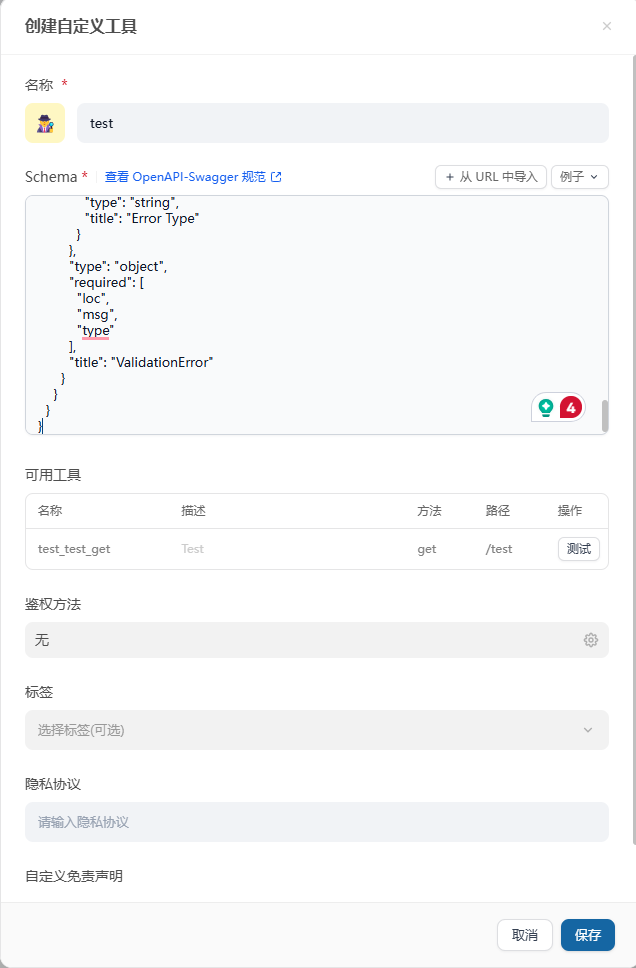 创建自定义工具
名称 *
test
Schema * 查看 OpenAPI-Swagger 规范 + 从 URL 中导入 例子
"type": "string",
"title": "Error Type"
}
},
"type": "object",
"required": [
"loc",
"msg",
"type"
],
"title": "ValidationError"
}
}
}
}
4
可用工具
名称 描述 方法 路径 操作
test_test_get Test get /test 测试
鉴权方法
无
标签
选择标签(可选)
隐私协议
请输入隐私协议
自定义免责声明
取消 保存